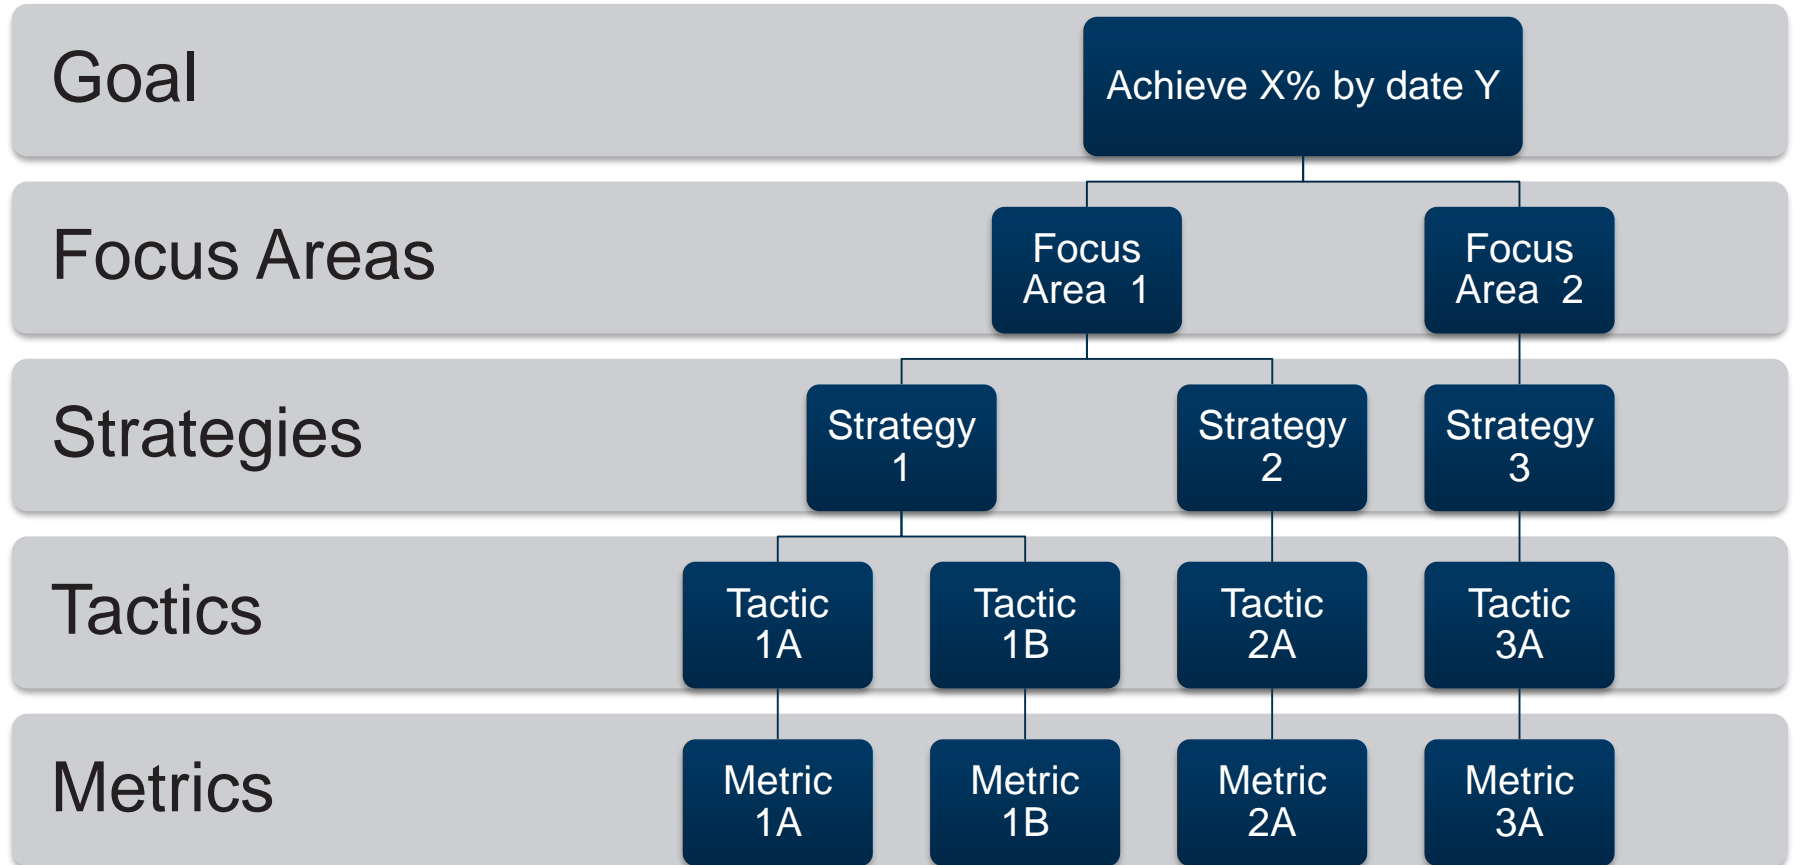 Goal
Achieve X% by date Y
Focus Areas
Focus
Area 1
Focus
Area 2
Strategies
Strategy
1
Strategy
2
Strategy
3
Tactics
Tactic
1A
Tactic
1B
Tactic
2A
Tactic
3A
Metrics
Metric
1A
Metric
1B
Metric
2A
Metric
3A